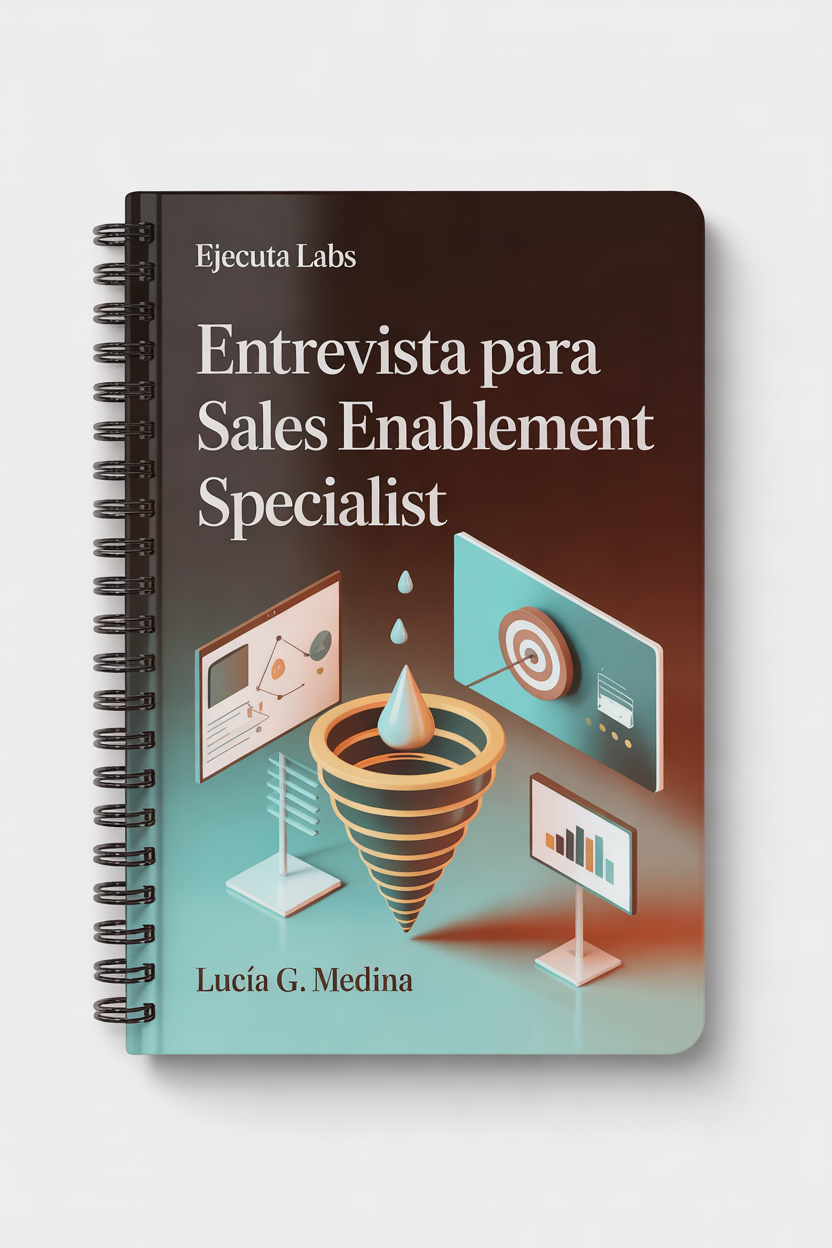 Ejecuta Labs
Entrevista para
Sales Enablement
Specialist
Lucía G. Medina